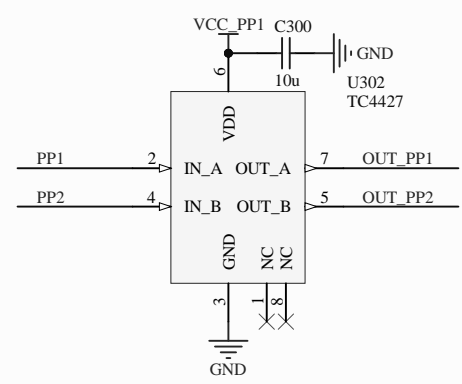 VCC_PP1
C300
GND
10u
U302
TC4427
6
VDD
PP1
2
IN_A
OUT_A
7
OUT_PP1
PP2
4
IN_B
OUT_B
5
OUT_PP2
GND
NC
NC
3
1
8
GND